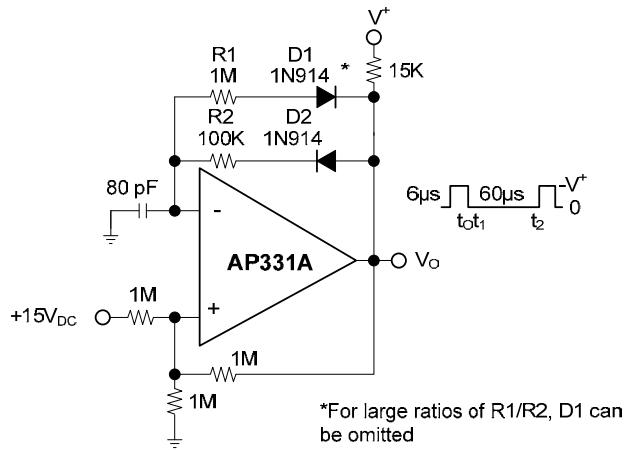 V+
R1
1M
D1
1N914
*
15K
R2
100K
D2
1N914
80 pF
-
AP331A
+
6µs
60µs
-V+
0
tOt1
t2
VO
+15VDC
1M
1M
1M
*For large ratios of R1/R2, D1 can
be omitted